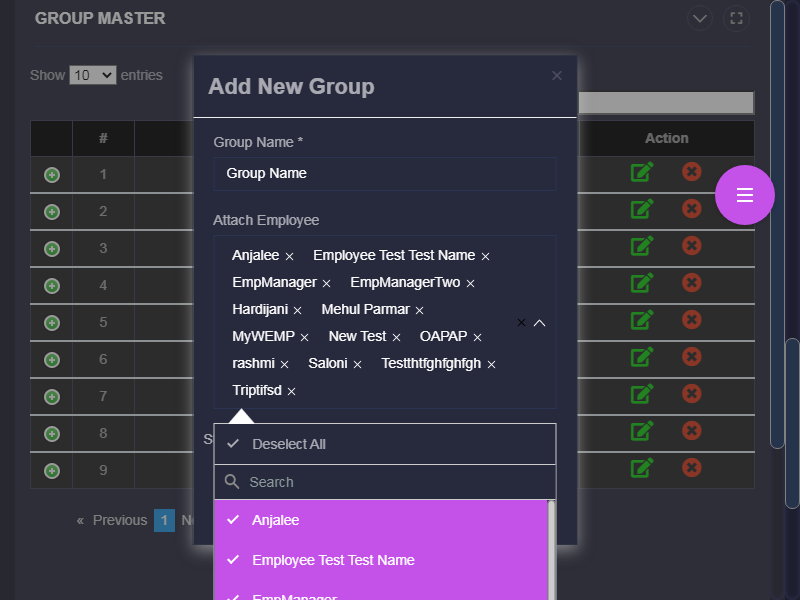 GROUP MASTER
Show 10 entries
Add New Group ×
# Action
Group Name *
Group Name
1
2
3
4
5
6
7
8
9
Attach Employee
Anjalee × Employee Test Test Name ×
EmpManager × EmpManagerTwo ×
Hardijani × Mehul Parmar ×
MyWEMP × New Test × OAPAP ×
rashmi × Saloni × Testthtfghfghfgh ×
Triptifsd ×
S
Deselect All
Search
Anjalee
Employee Test Test Name
EmpManager
« Previous 1 N